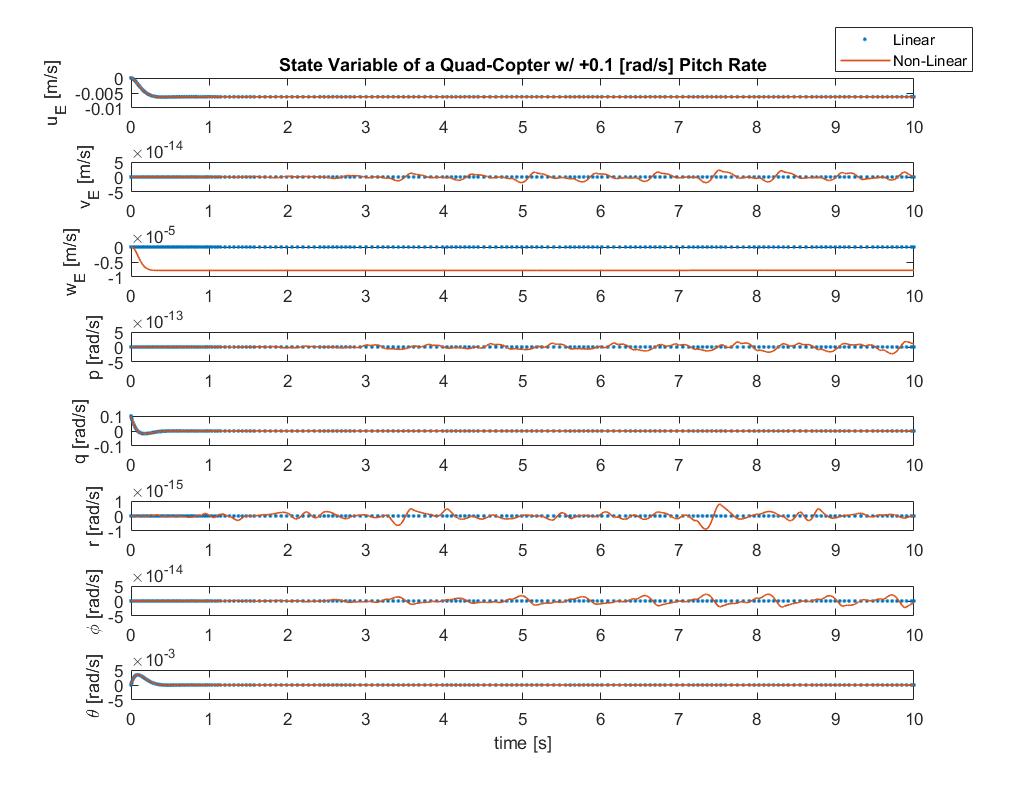 Linear
Non-Linear
State Variable of a Quad-Copter w/ +0.1 [rad/s] Pitch Rate
u_E [m/s]
0
-0.005
-0.01
0 1 2 3 4 5 6 7 8 9 10
×10^-14
v_E [m/s]
5
0
-5
0 1 2 3 4 5 6 7 8 9 10
×10^-5
w_E [m/s]
0
-0.5
-1
0 1 2 3 4 5 6 7 8 9 10
×10^-13
p [rad/s]
5
0
-5
0 1 2 3 4 5 6 7 8 9 10
q [rad/s]
0.1
0
-0.1
0 1 2 3 4 5 6 7 8 9 10
×10^-15
r [rad/s]
1
0
-1
0 1 2 3 4 5 6 7 8 9 10
×10^-14
ϕ [rad/s]
5
0
-5
0 1 2 3 4 5 6 7 8 9 10
×10^-3
θ [rad/s]
5
0
-5
0 1 2 3 4 5 6 7 8 9 10
time [s]